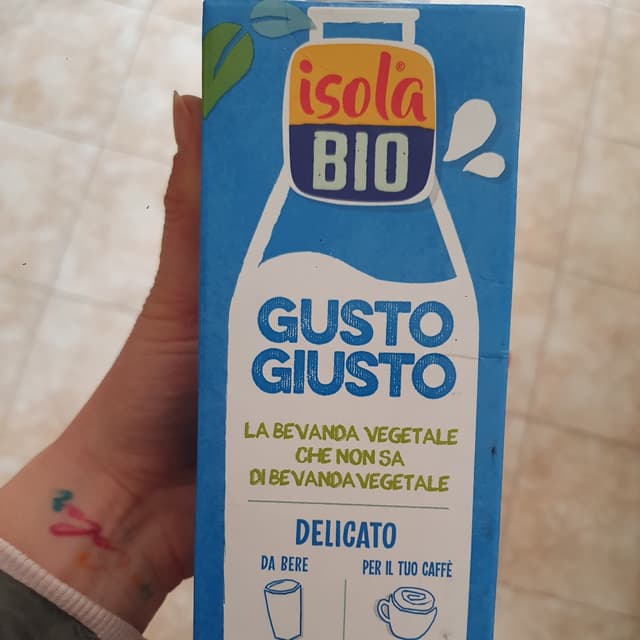 isola®
BIO
GUSTO
GIUSTO
LA BEVANDA VEGETALE
CHE NON SA
DI BEVANDA VEGETALE
DELICATO
DA BERE
PER IL TUO CAFFÈ